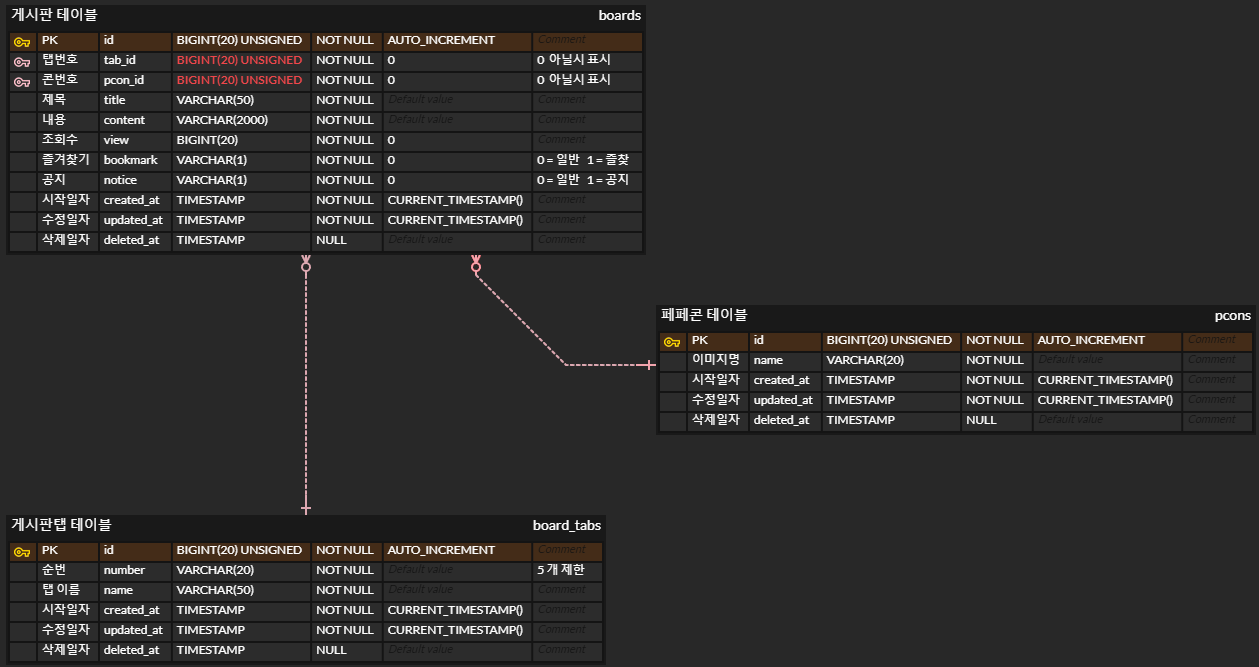 게시판 테이블 boards
PK id BIGINT(20) UNSIGNED NOT NULL AUTO_INCREMENT Comment
탭번호 tab_id BIGINT(20) UNSIGNED NOT NULL 0 0 아닐시 표시
콘번호 pcon_id BIGINT(20) UNSIGNED NOT NULL 0 0 아닐시 표시
제목 title VARCHAR(50) NOT NULL Default value Comment
내용 content VARCHAR(2000) NOT NULL Default value Comment
조회수 view BIGINT(20) NOT NULL 0 Comment
즐겨찾기 bookmark VARCHAR(1) NOT NULL 0 0 = 일반 1 = 즐찾
공지 notice VARCHAR(1) NOT NULL 0 0 = 일반 1 = 공지
시작일자 created_at TIMESTAMP NOT NULL CURRENT_TIMESTAMP() Comment
수정일자 updated_at TIMESTAMP NOT NULL CURRENT_TIMESTAMP() Comment
삭제일자 deleted_at TIMESTAMP NULL Default value Comment
페페콘 테이블 pcons
PK id BIGINT(20) UNSIGNED NOT NULL AUTO_INCREMENT Comment
이미지명 name VARCHAR(20) NOT NULL Default value Comment
시작일자 created_at TIMESTAMP NOT NULL CURRENT_TIMESTAMP() Comment
수정일자 updated_at TIMESTAMP NOT NULL CURRENT_TIMESTAMP() Comment
삭제일자 deleted_at TIMESTAMP NULL Default value Comment
게시판탭 테이블 board_tabs
PK id BIGINT(20) UNSIGNED NOT NULL AUTO_INCREMENT Comment
순번 number VARCHAR(20) NOT NULL Default value 5개 제한
탭 이름 name VARCHAR(50) NOT NULL Default value Comment
시작일자 created_at TIMESTAMP NOT NULL CURRENT_TIMESTAMP() Comment
수정일자 updated_at TIMESTAMP NOT NULL CURRENT_TIMESTAMP() Comment
삭제일자 deleted_at TIMESTAMP NULL Default value Comment